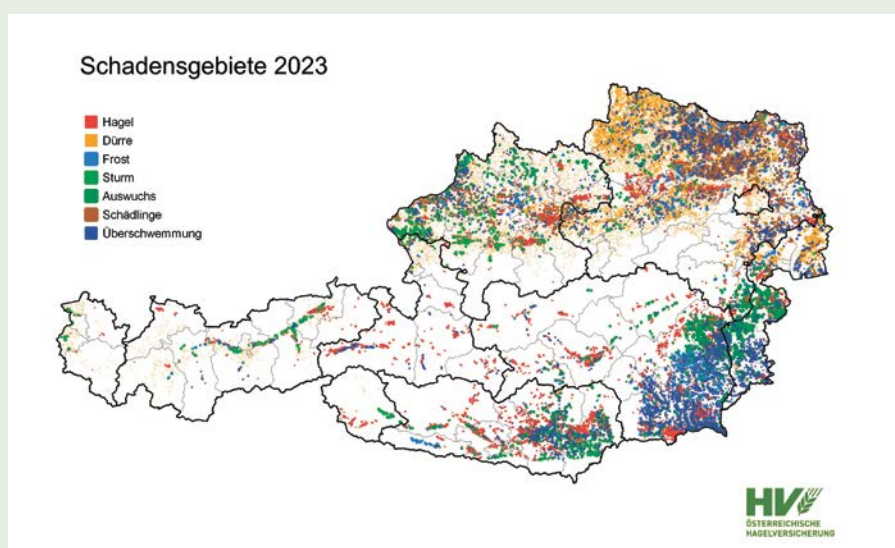 Schadensgebiete 2023
Hagel
Dürre
Frost
Sturm
Auswuchs
Schädlinge
Überschwemmung
HV
ÖSTERREICHISCHE
HAGELVERSICHERUNG